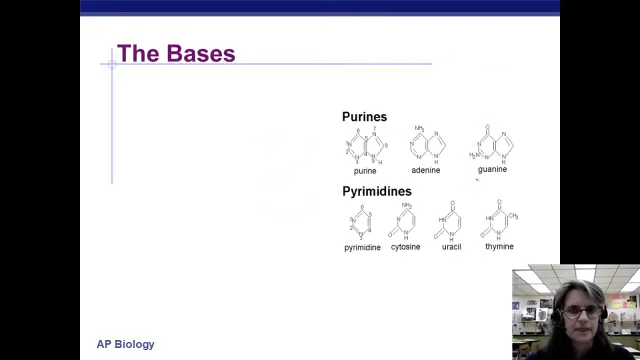 The Bases
Purines
purine adenine guanine
Pyrimidines
pyrimidine cytosine uracil thymine
AP Biology